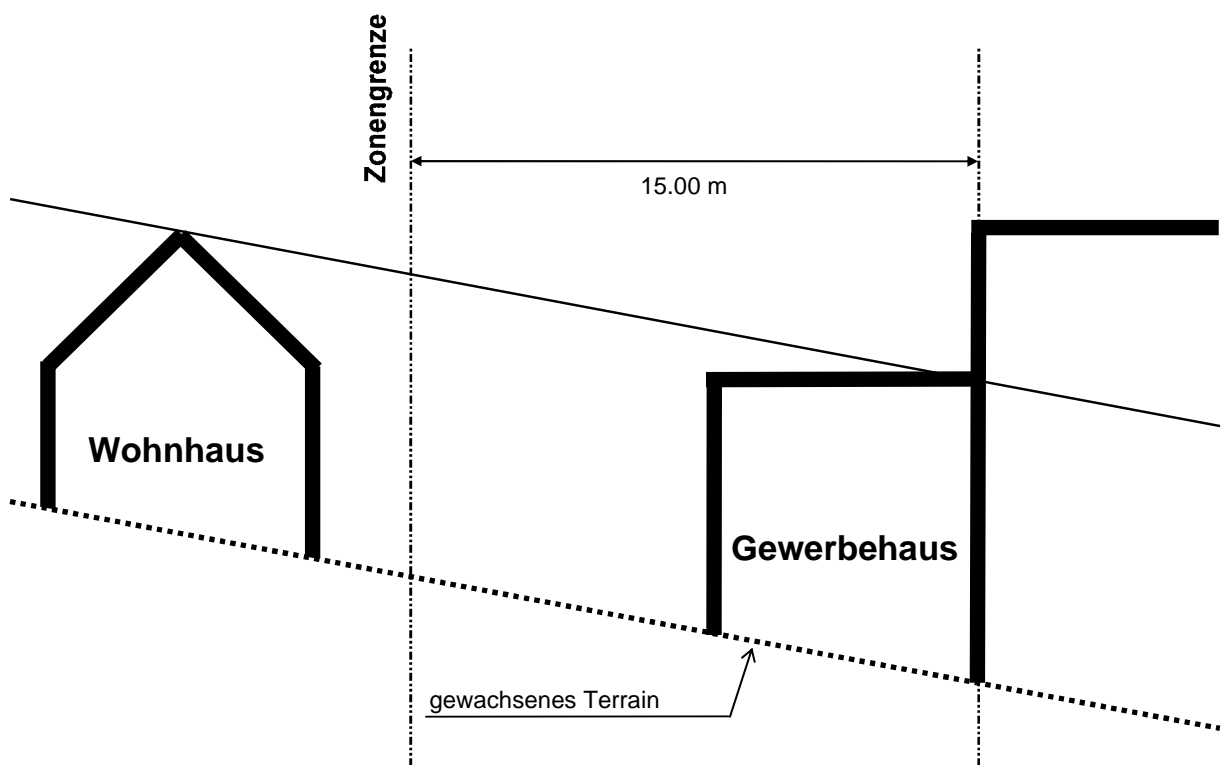 Zonengrenze
15.00 m
Wohnhaus
Gewerbehaus
gewachsenes Terrain